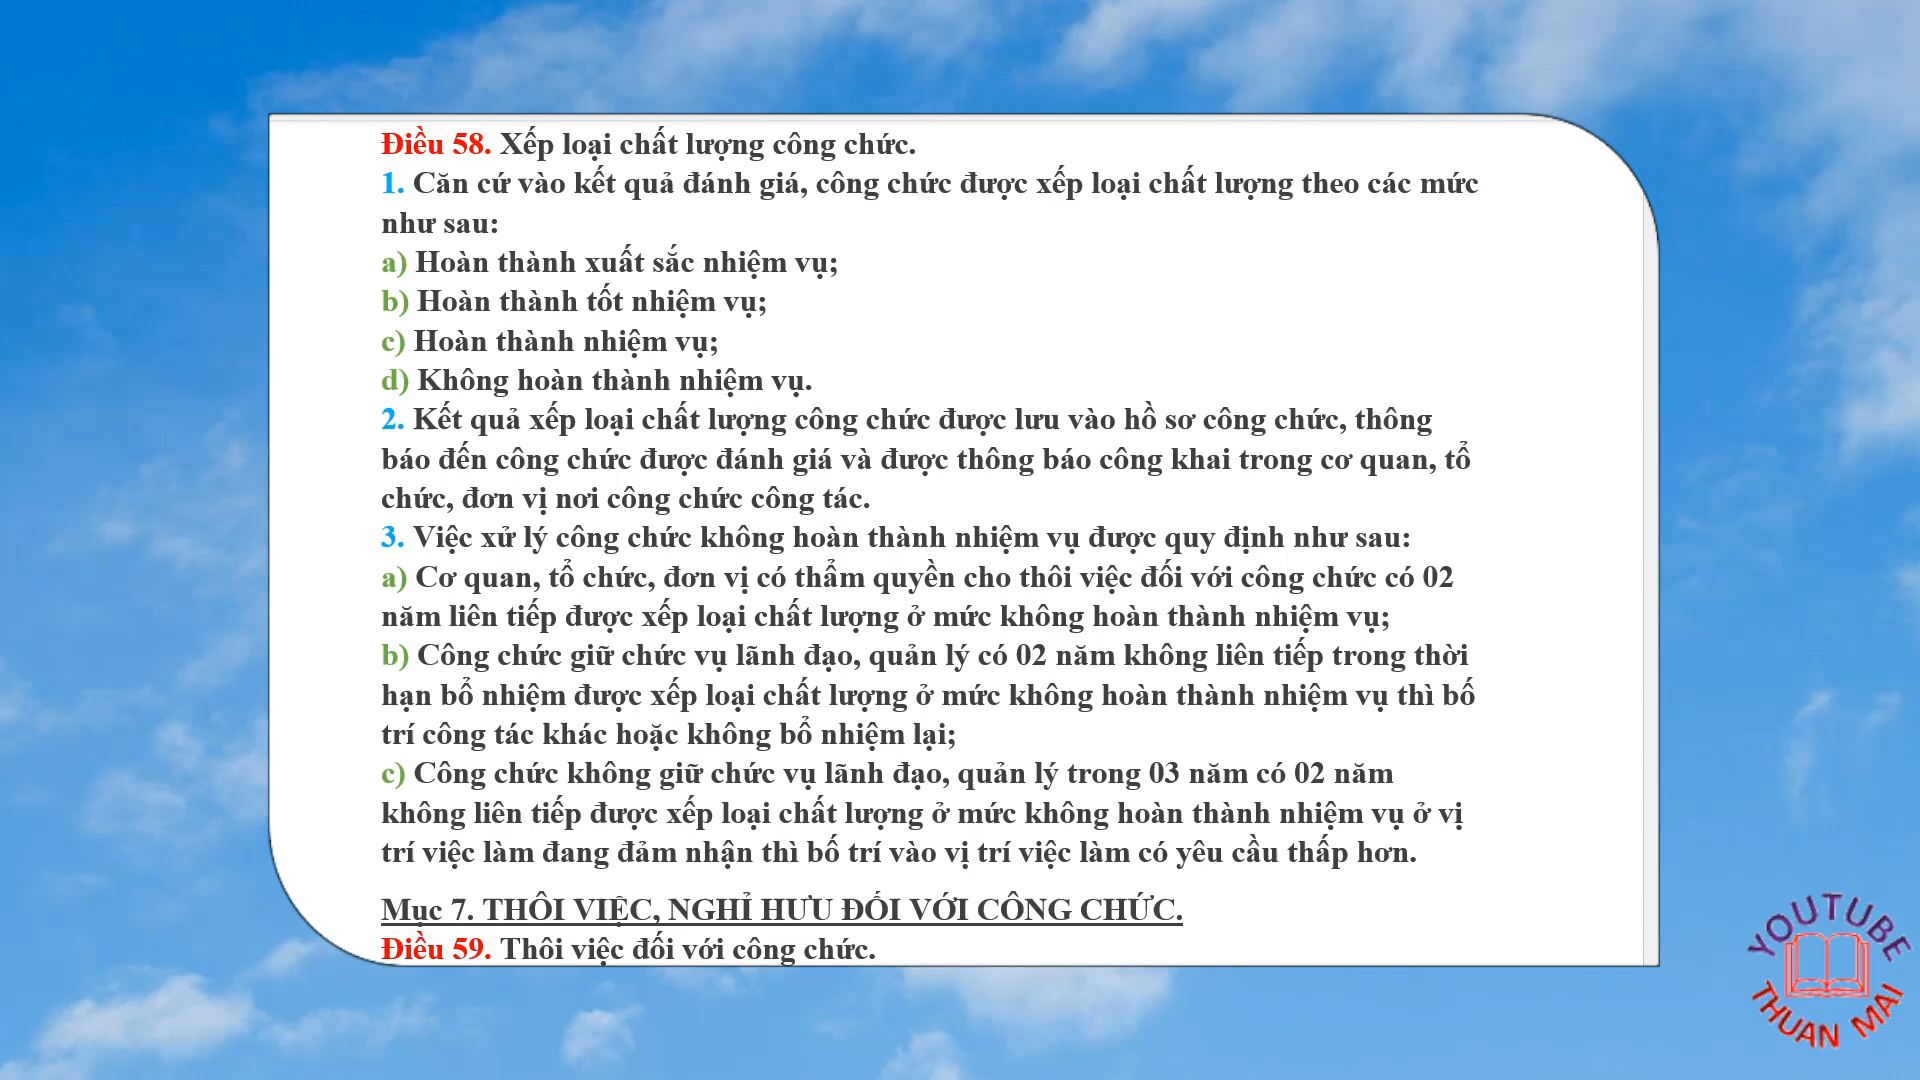 Điều 58. Xếp loại chất lượng công chức.
1. Căn cứ vào kết quả đánh giá, công chức được xếp loại chất lượng theo các mức
như sau:
a) Hoàn thành xuất sắc nhiệm vụ;
b) Hoàn thành tốt nhiệm vụ;
c) Hoàn thành nhiệm vụ;
d) Không hoàn thành nhiệm vụ.
2. Kết quả xếp loại chất lượng công chức được lưu vào hồ sơ công chức, thông
báo đến công chức được đánh giá và được thông báo công khai trong cơ quan, tổ
chức, đơn vị nơi công chức công tác.
3. Việc xử lý công chức không hoàn thành nhiệm vụ được quy định như sau:
a) Cơ quan, tổ chức, đơn vị có thẩm quyền cho thôi việc đối với công chức có 02
năm liên tiếp được xếp loại chất lượng ở mức không hoàn thành nhiệm vụ;
b) Công chức giữ chức vụ lãnh đạo, quản lý có 02 năm không liên tiếp trong thời
hạn bổ nhiệm được xếp loại chất lượng ở mức không hoàn thành nhiệm vụ thì bố
trí công tác khác hoặc không bổ nhiệm lại;
c) Công chức không giữ chức vụ lãnh đạo, quản lý trong 03 năm có 02 năm
không liên tiếp được xếp loại chất lượng ở mức không hoàn thành nhiệm vụ ở vị
trí việc làm đang đảm nhận thì bố trí vào vị trí việc làm có yêu cầu thấp hơn.
Mục 7. THÔI VIỆC, NGHỈ HƯU ĐỐI VỚI CÔNG CHỨC.
Điều 59. Thôi việc đối với công chức.
YOUTUBE
THUAN MAI